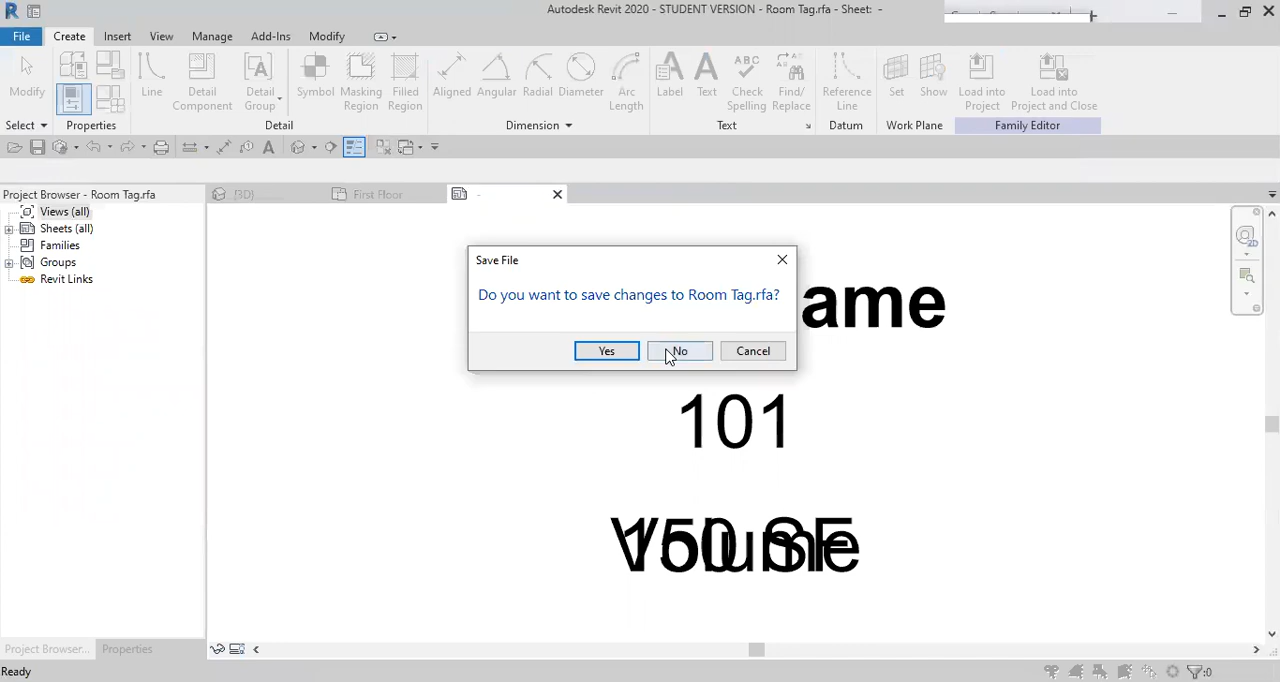 Autodesk Revit 2020 - STUDENT VERSION - Room Tag.rfa - Sheet: -
File Create Insert View Manage Add-Ins Modify
Modify Line Detail Component Detail Group Symbol Masking Region Filled Region Aligned Angular Radial Diameter Arc Length Label Text Check Spelling Find/ Replace Reference Line Set Show Load into Project Load into Project and Close
Select Properties Detail Dimension Text Datum Work Plane Family Editor
Project Browser - Room Tag.rfa
{3D} First Floor -
Views (all)
Sheets (all)
Families
Groups
Revit Links
Save File
Do you want to save changes to Room Tag.rfa?
Yes No Cancel
ame
101
Volume
150 SF
Project Browser... Properties
Ready
:0